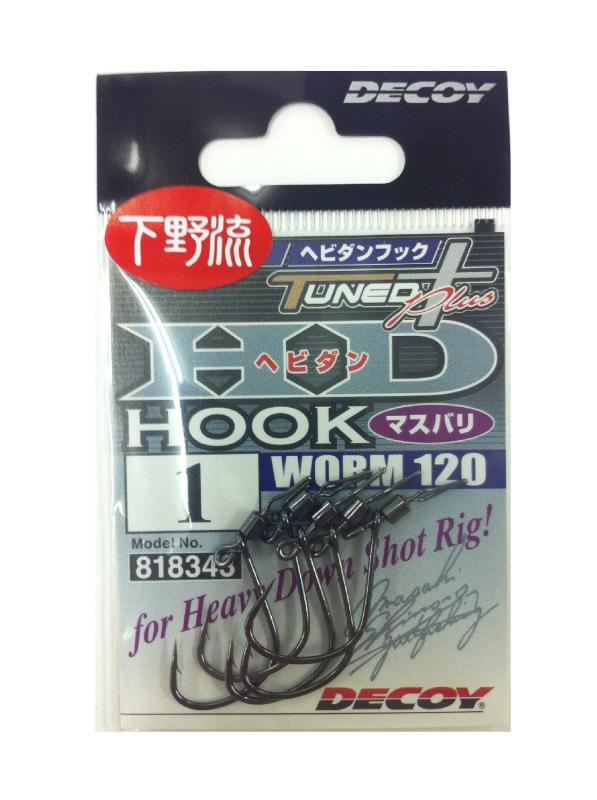 DECOY
下野流
ヘビダンフック
TUNED Plus
HD
ヘビダン
HOOK マスバリ
1 WORM 120
Model No.
818343
for Heavy Down Shot Rig!
DECOY®